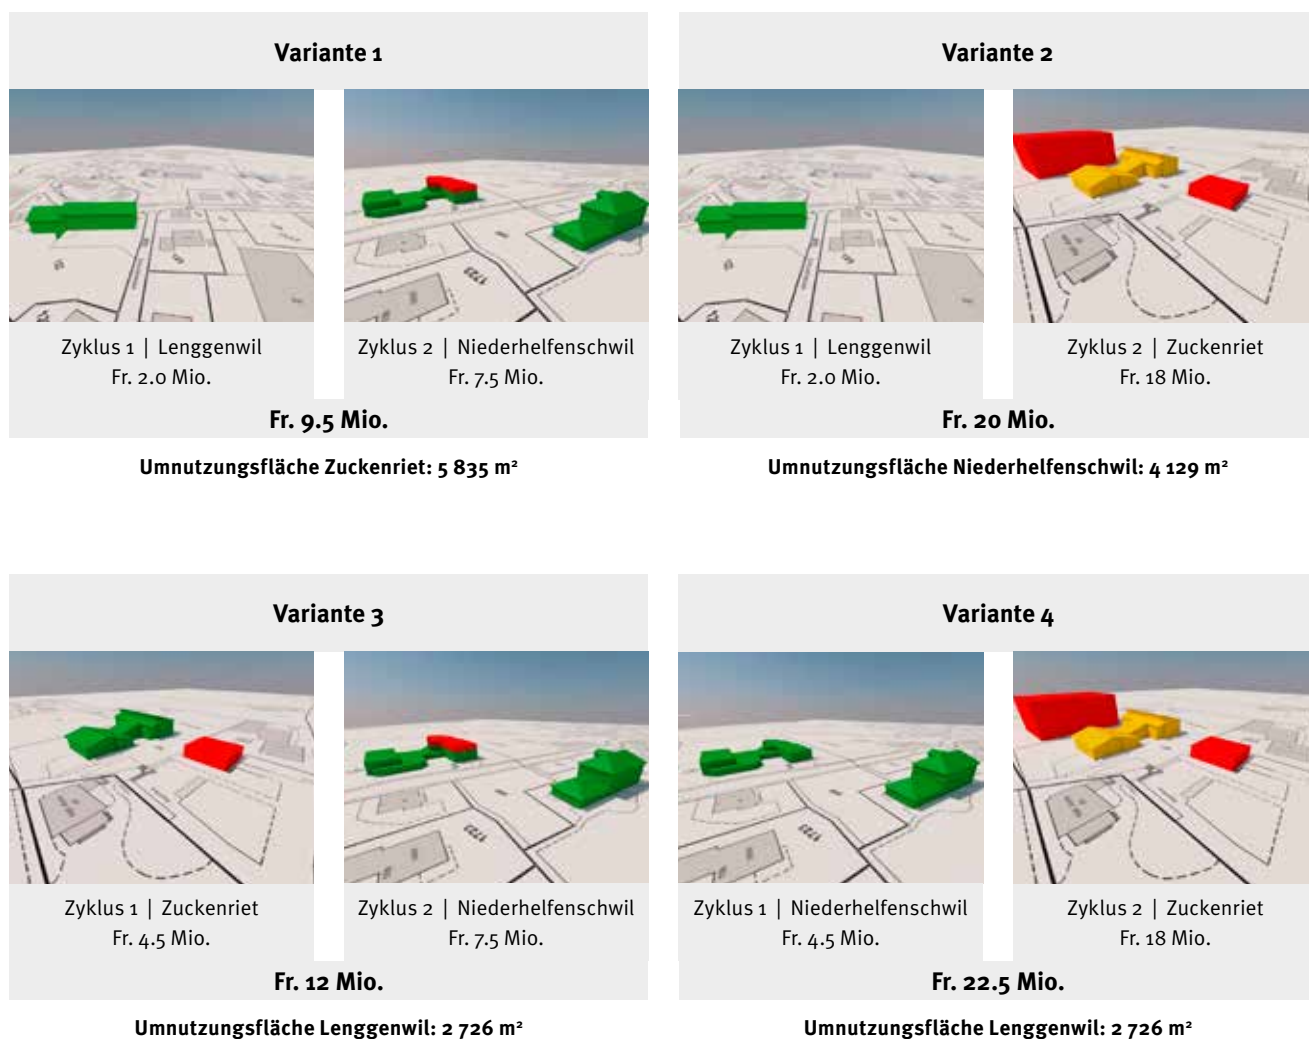 Variante 1
Zyklus 1 | Lenggenwil
Fr. 2.0 Mio.
1723
Zyklus 2 | Niederhelfenschwil
Fr. 7.5 Mio.
Fr. 9.5 Mio.
Umnutzungsfläche Zuckenriet: 5 835 m²
Variante 2
Zyklus 1 | Lenggenwil
Fr. 2.0 Mio.
Zyklus 2 | Zuckenriet
Fr. 18 Mio.
Fr. 20 Mio.
Umnutzungsfläche Niederhelfenschwil: 4 129 m²
Variante 3
Zyklus 1 | Zuckenriet
Fr. 4.5 Mio.
1723
Zyklus 2 | Niederhelfenschwil
Fr. 7.5 Mio.
Fr. 12 Mio.
Umnutzungsfläche Lenggenwil: 2 726 m²
Variante 4
1723
Zyklus 1 | Niederhelfenschwil
Fr. 4.5 Mio.
Zyklus 2 | Zuckenriet
Fr. 18 Mio.
Fr. 22.5 Mio.
Umnutzungsfläche Lenggenwil: 2 726 m²